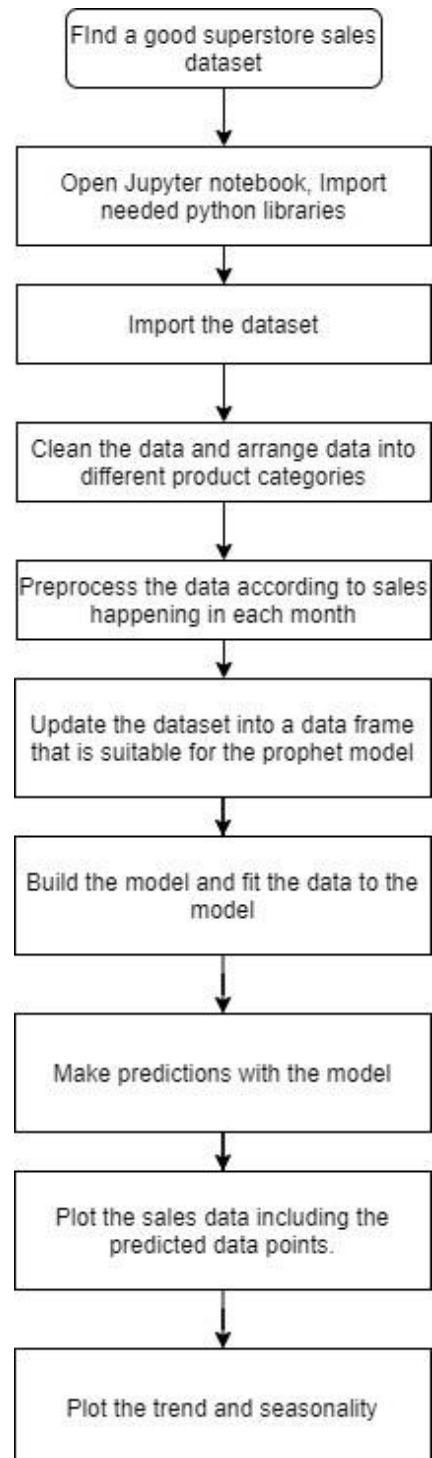 FInd a good superstore sales
dataset
Open Jupyter notebook, Import
needed python libraries
Import the dataset
Clean the data and arrange data into
different product categories
Preprocess the data according to sales
happening in each month
Update the dataset into a data frame
that is suitable for the prophet model
Build the model and fit the data to the
model
Make predictions with the model
Plot the sales data including the
predicted data points.
Plot the trend and seasonality